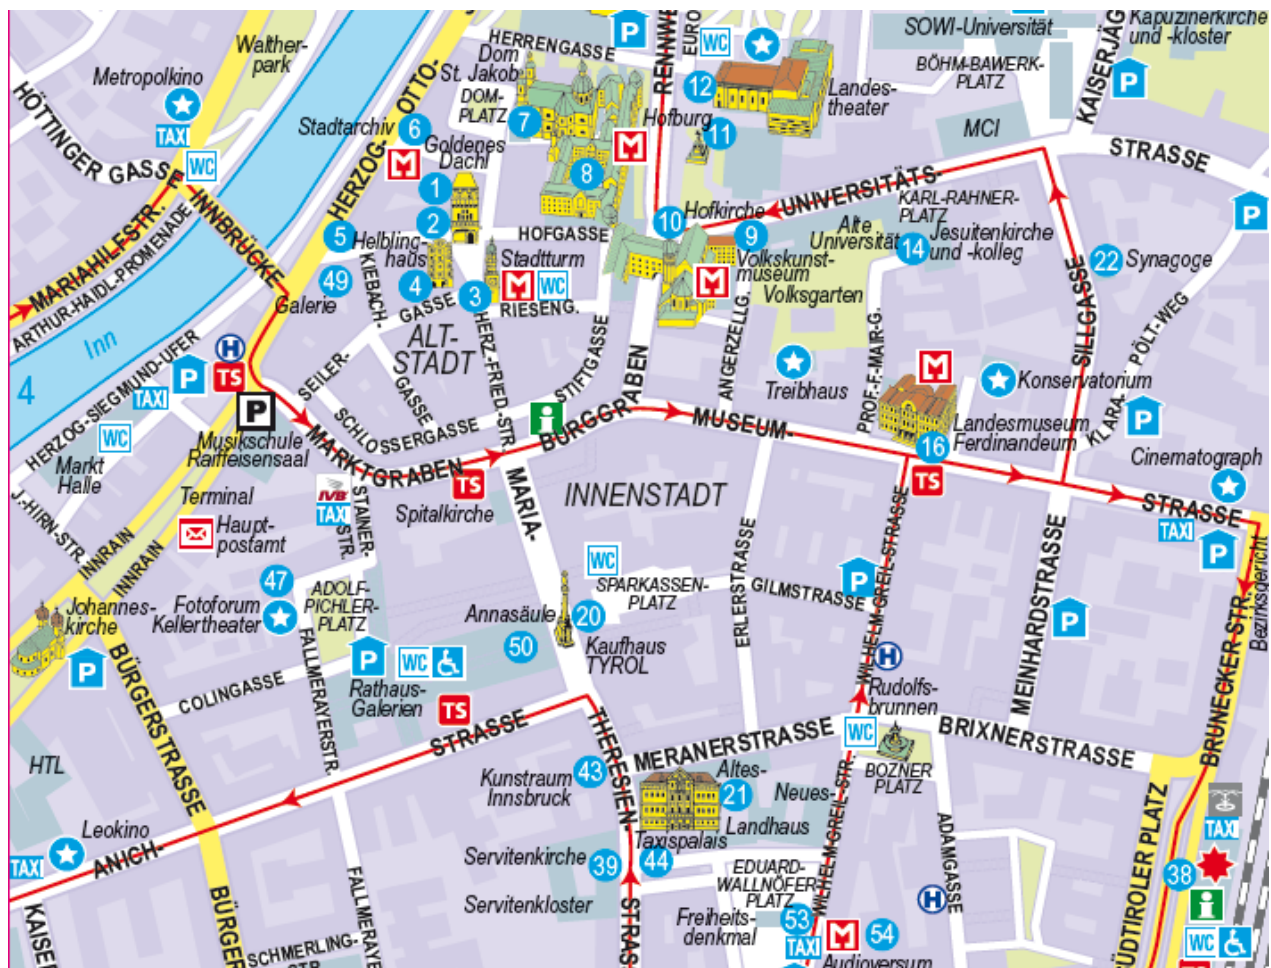 HERRENGASSE
Dom
St. Jakob
DOM-
PLATZ
RENNWE
EURO
WC
P
SOWI-Universität
BÖHM-BAWERK-
PLATZ
KAISERJÄG
Kapuzinerkirche
und -kloster
P
Walther-
park
Metropolkino
TAXI
WC
HÖTTINGER GASSE
HERZOG-OTTO-
Stadtarchiv
6
Goldenes
Dachl
7
8
Hofburg
11
12
Landes-
theater
MCI
STRASSE
P
1
2
HOFGASSE
10
Hofkirche
UNIVERSITÄTS-
KARL-RAHNER-
PLATZ
Alte
Universität
14
Jesuitenkirche
und -kolleg
22
Synagoge
SILLGASSE
KLARA-PÖLT-WEG
INNBRÜCKE
MARIAHILFSTR.
ARTHUR-HAIDL-PROMENADE
Inn
4
5
Helbling-
haus
4
49
Galerie
KIEBACH-
GASSE
3
Stadtturm
WC
RIESENG.
GASSE
9
Volkskunst-
museum
Volksgarten
ANGERZELLG.
PROF.-F.-MAIR-G.
ALT-
STADT
SEILER-
HERZ.-FRIED.-STR.
STIFTGASSE
SCHLOSSERGASSE
Treibhaus
Konservatorium
P
Landesmuseum
Ferdinandeum
16
Cinematograph
H
TS
P
TAXI
P
HERZOG-SIEGMUND-UFER
WC
Markt
Halle
Musikschule
Raiffeisensaal
MARKTGRABEN
i
BURGGRABEN
MUSEUM-
STRASSE
TS
TS
TAXI
P
J.-HIRN-STR.
Terminal
Haupt-
postamt
IVB
TAXI
STAINER-
STR.
Spitalkirche
MARIA-
INNENSTADT
INNRAIN
INNRAIN
47
Fotoforum
Kellertheater
ADOLF-
PICHLER-
PLATZ
WC
SPARKASSEN-
PLATZ
ERLERSTRASSE
GILMSTRASSE
P
WILHELM-GREIL-STRASSE
MEINHARDSTRASSE
P
Bezirksgericht
BRUNECKER STR.
Johannes-
kirche
P
BÜRGERSTRASSE
COLINGASSE
FALLMERAYERSTR.
P
WC
Rathaus-
Galerien
TS
Annasäule
20
50
Kaufhaus
TYROL
H
Rudolfs-
brunnen
WC
BOZNER
PLATZ
BRIXNERSTRASSE
MERANERSTRASSE
THERESIEN-
STRASSE
ANICH-
HTL
Leokino
TAXI
Kunstraum
Innsbruck
43
Altes-
21
Neues-
Landhaus
Taxispalais
44
Servitenkirche
39
Servitenkloster
EDUARD-
WALLNÖFER-
PLATZ
Freiheits-
denkmal
53
TAXI
54
Audioversum
P
WILHELM-GREIL-STR.
ADAMGASSE
H
SÜDTIROLER PLATZ
TAXI
38
i
WC
TS
KAISER
BÜRGER
SCHMERLING-
STR.
FALLMERAYE
STRAS